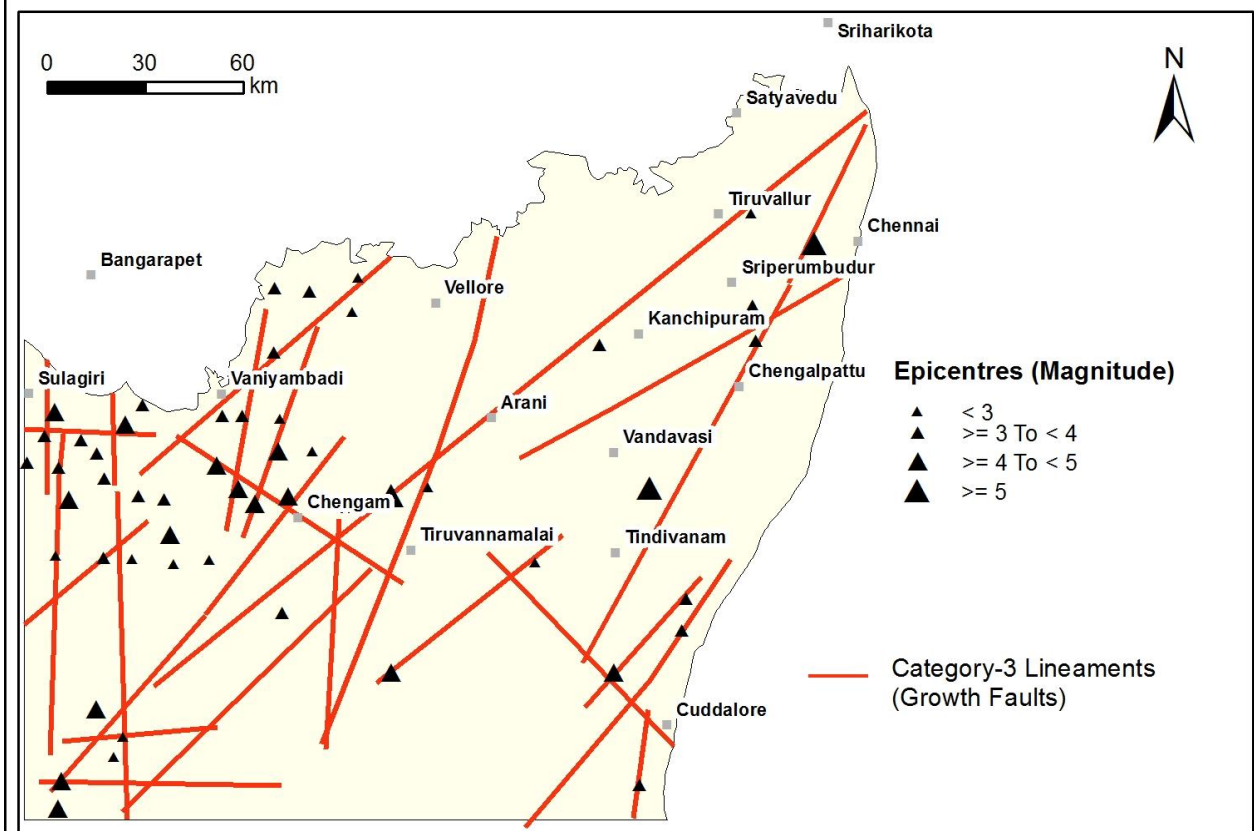 Sriharikota
0 30 60
km
N
Satyavedu
Tiruvallur
Chennai
Bangarapet
Sriperumbudur
Vellore
Kanchipuram
Epicentres (Magnitude)
Sulagiri
Vaniyambadi
Chengalpattu
< 3
Arani
>= 3 To < 4
Vandavasi
>= 4 To < 5
>= 5
Chengam
Tiruvannamalai
Tindivanam
Category-3 Lineaments
(Growth Faults)
Cuddalore